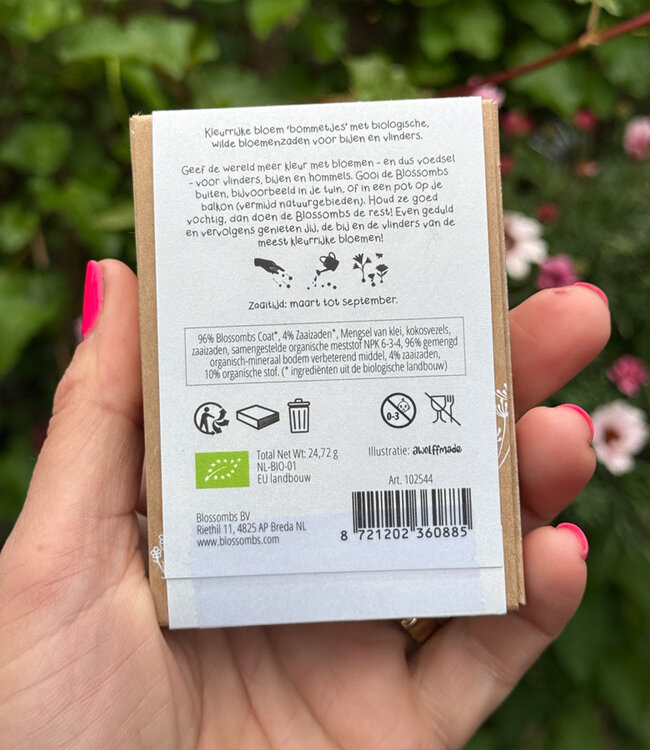 Kleurrijke bloem 'bommetjes' met biologische,
wilde bloemenzaden voor bijen en vlinders.
Geef de wereld meer kleur met bloemen - en dus voedsel
- voor vlinders, bijen en hommels. Gooi de Blossombs
buiten, bijvoorbeeld in je tuin, of in een pot op je
balkon (vermijd natuurgebieden). Houd ze goed
vochtig, dan doen de Blossombs de rest! Even geduld
en vervolgens genieten jij, de bij en de vlinders van de
meest kleurrijke bloemen!
Zaaitijd: maart tot september.
96% Blossombs Coat*, 4% Zaaizaden*, Mengsel van klei, kokosvezels,
zaaizaden, samengestelde organische meststof NPK 6-3-4, 96% gemengd
organisch-mineraal bodem verbeterend middel, 4% zaaizaden,
10% organische stof. (* ingrediënten uit de biologische landbouw)
0-3
Total Net Wt: 24,72 g
NL-BIO-01
EU landbouw
Illustratie: awolffmade
Art. 102544
Blossombs BV
Riethil 11, 4825 AP Breda NL
www.blossombs.com
8 721202 360885